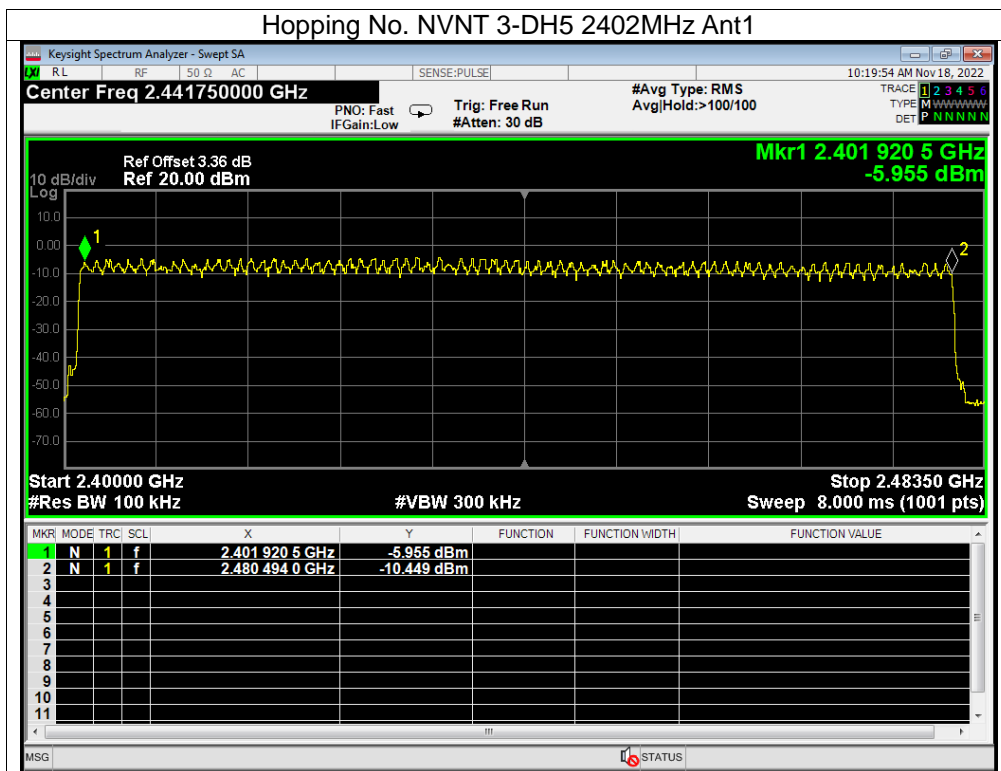 Hopping No. NVNT 3-DH5 2402MHz Ant1
Keysight Spectrum Analyzer - Swept SA
LXI RL RF 50 Ω AC SENSE:PULSE 10:19:54 AM Nov 18, 2022
Center Freq 2.441750000 GHz
PNO: Fast
IFGain:Low
Trig: Free Run
#Atten: 30 dB
#Avg Type: RMS
Avg|Hold:>100/100
TRACE 1 2 3 4 5 6
TYPE M WWWWW
DET P N N N N N
Mkr1 2.401 920 5 GHz
-5.955 dBm
Ref Offset 3.36 dB
10 dB/div Ref 20.00 dBm
Log
10.0
0.00
-10.0
-20.0
-30.0
-40.0
-50.0
-60.0
-70.0
1
2
Start 2.40000 GHz Stop 2.48350 GHz
#Res BW 100 kHz #VBW 300 kHz Sweep 8.000 ms (1001 pts)
MKR MODE TRC SCL X Y FUNCTION FUNCTION WIDTH FUNCTION VALUE
1 N 1 f 2.401 920 5 GHz -5.955 dBm
2 N 1 f 2.480 494 0 GHz -10.449 dBm
3
4
5
6
7
8
9
10
11
MSG STATUS